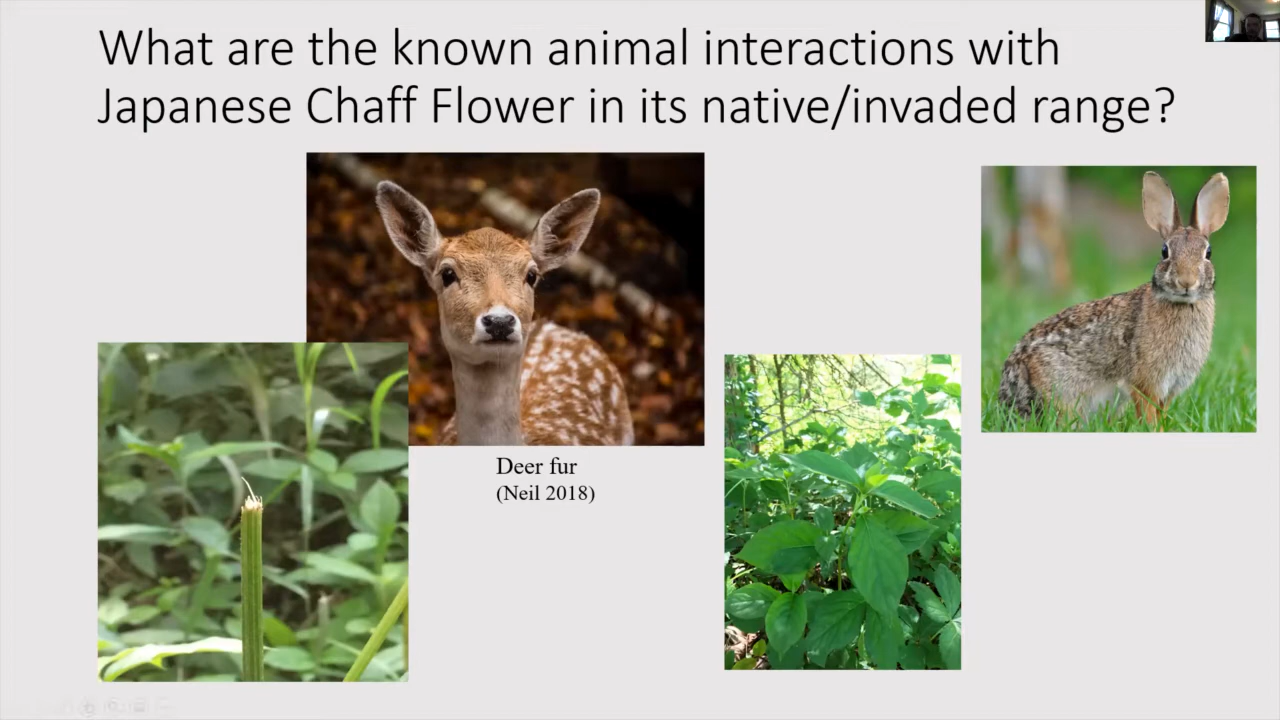 What are the known animal interactions with
Japanese Chaff Flower in its native/invaded range?
Deer fur
(Neil 2018)